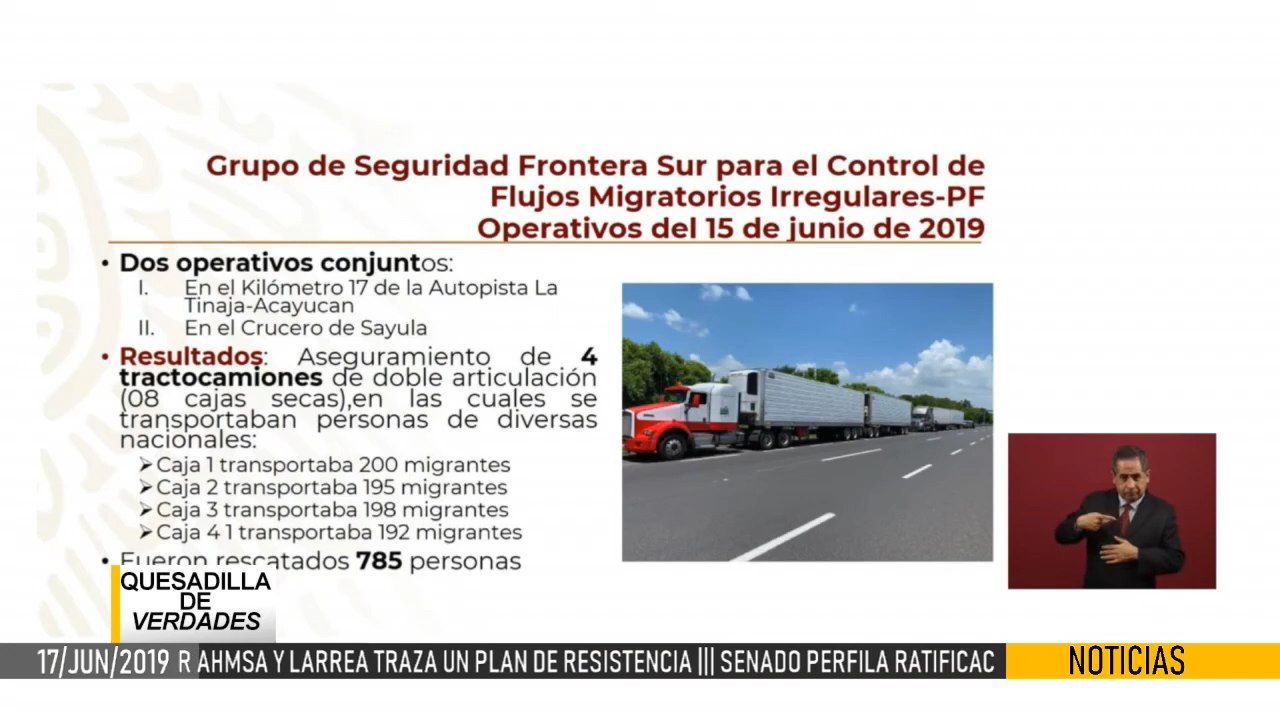 Grupo de Seguridad Frontera Sur para el Control de
Flujos Migratorios Irregulares-PF
Operativos del 15 de junio de 2019
• Dos operativos conjuntos:
I. En el Kilómetro 17 de la Autopista La
Tinaja-Acayucan
II. En el Crucero de Sayula
• Resultados: Aseguramiento de 4
tractocamiones de doble articulación
(08 cajas secas),en las cuales se
transportaban personas de diversas
nacionales:
➢ Caja 1 transportaba 200 migrantes
➢ Caja 2 transportaba 195 migrantes
➢ Caja 3 transportaba 198 migrantes
➢ Caja 4 1 transportaba 192 migrantes
• Fueron rescatados 785 personas
QUESADILLA
DE
VERDADES
17/JUN/2019 R AHMSA Y LARREA TRAZA UN PLAN DE RESISTENCIA ||| SENADO PERFILA RATIFICAC NOTICIAS